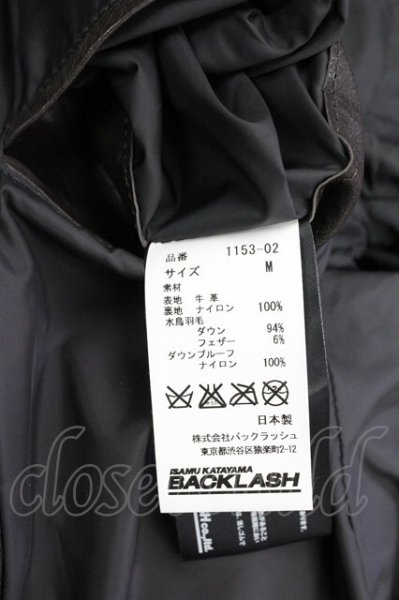 品番 1153-02
サイズ M
素材
表地 牛 革
裏地 ナイロン 100%
水鳥羽毛
ダウン 94%
フェザー 6%
ダウンプルーフ
ナイロン 100%
日本製
株式会社バックラッシュ
東京都渋谷区猿楽町2-12
ISAMU KATAYAMA
BACKLASH
H co.,ltd.